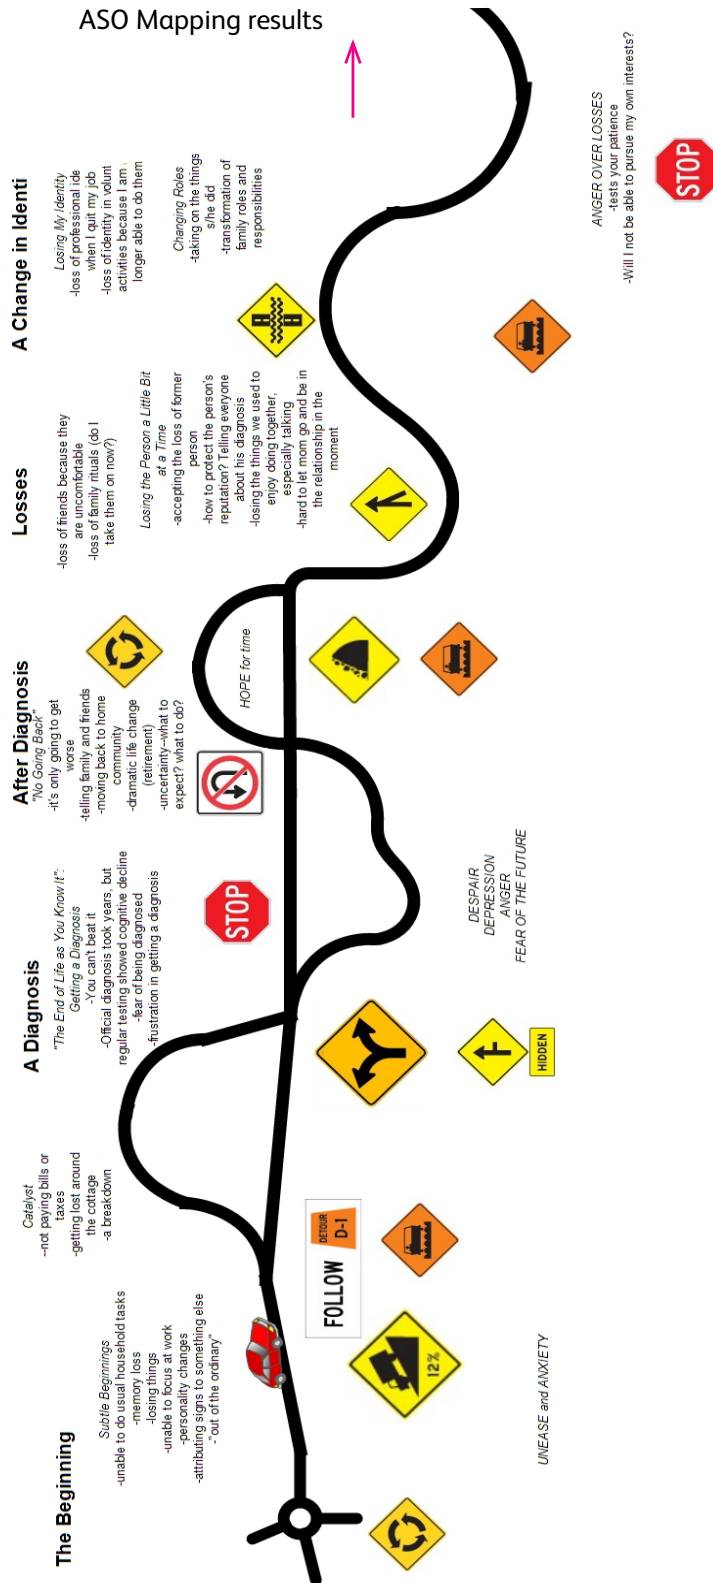 ASO Mapping results
The Beginning
Subtle Beginnings
-unable to do usual household tasks
-memory loss
-losing things
-unable to focus at work
-personality changes
-attributing signs to something else
-"out of the ordinary"
12%
UNEASE and ANXIETY
Catalyst
--not paying bills or
taxes
-getting lost around
the cottage
-a breakdown
FOLLOW
DETOUR
D-1
A Diagnosis
"The End of Life as You Know It":
Getting a Diagnosis
-You can't beat it
-Official diagnosis took years, but
regular testing showed cognitive decline
-fear of being diagnosed
-frustration in getting a diagnosis
STOP
HIDDEN
DESPAIR
DEPRESSION
ANGER
FEAR OF THE FUTURE
After Diagnosis
"No Going Back"
-it's only going to get
worse
-telling family and friends
-moving back to home
community
-dramatic life change
(retirement)
-uncertainty--what to
expect? what to do?
HOPE for time
Losses
-loss of friends because they
are uncomfortable
-loss of family rituals (do I
take them on now?)
Losing the Person a Little Bit
at a Time
-accepting the loss of former
person
-how to protect the person's
reputation? Telling everyone
about his diagnosis
-losing the things we used to
enjoy doing together,
especially talking
-hard to let mom go and be in
the relationship in the
moment
A Change in Identi
Losing My Identity
-loss of professional ide
when I quit my job
-loss of identity in volunt
activities because I am
longer able to do them
Changing Roles
-taking on the things
s/he did
-transformation of
family roles and
responsibilities
ANGER OVER LOSSES
-tests your patience
-Will I not be able to pursue my own interests?
STOP